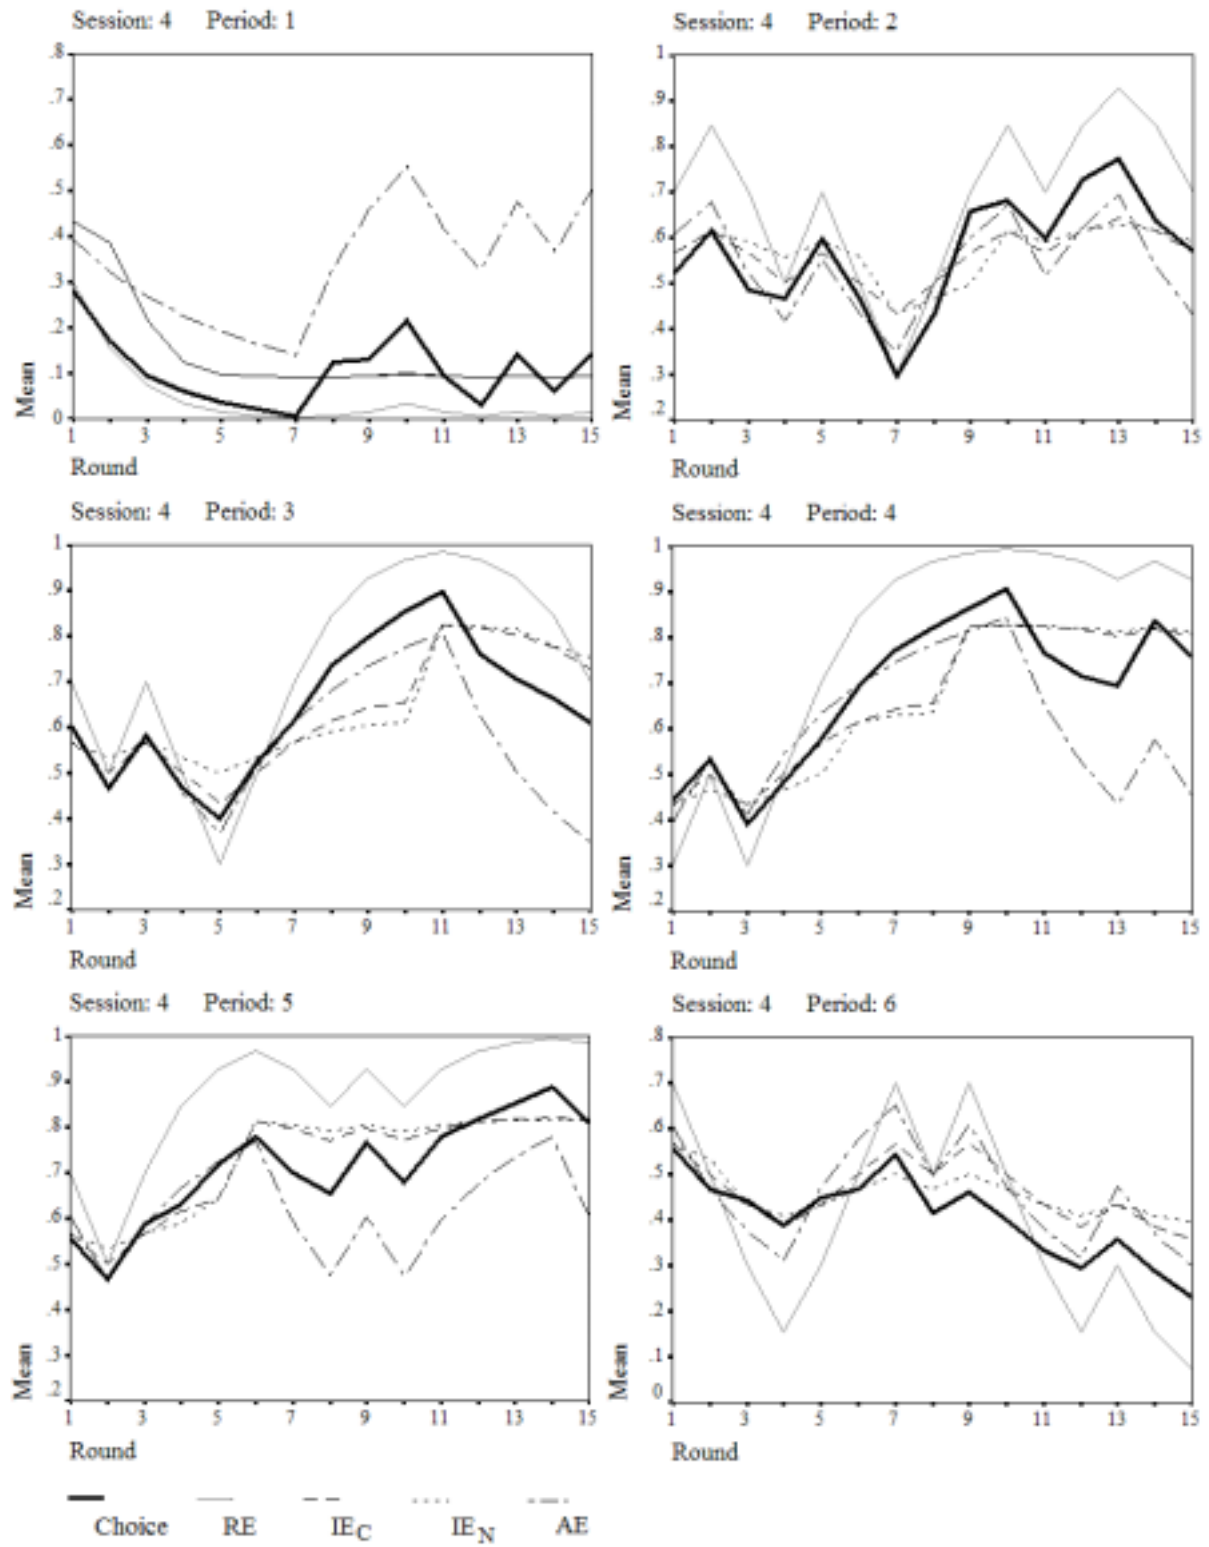 Session: 4 Period: 1
.8
.7
.6
.5
.4
.3
.2
.1
0
Mean
1 3 5 7 9 11 13 15
Round
Session: 4 Period: 2
1
.9
.8
.7
.6
.5
.4
.3
.2
Mean
1 3 5 7 9 11 13 15
Round
Session: 4 Period: 3
1
.9
.8
.7
.6
.5
.4
.3
.2
Mean
1 3 5 7 9 11 13 15
Round
Session: 4 Period: 4
1
.9
.8
.7
.6
.5
.4
.3
.2
Mean
1 3 5 7 9 11 13 15
Round
Session: 4 Period: 5
1
.9
.8
.7
.6
.5
.4
.3
.2
Mean
1 3 5 7 9 11 13 15
Round
Session: 4 Period: 6
.8
.7
.6
.5
.4
.3
.2
.1
0
Mean
1 3 5 7 9 11 13 15
Round
Choice RE IE_C IE_N AE